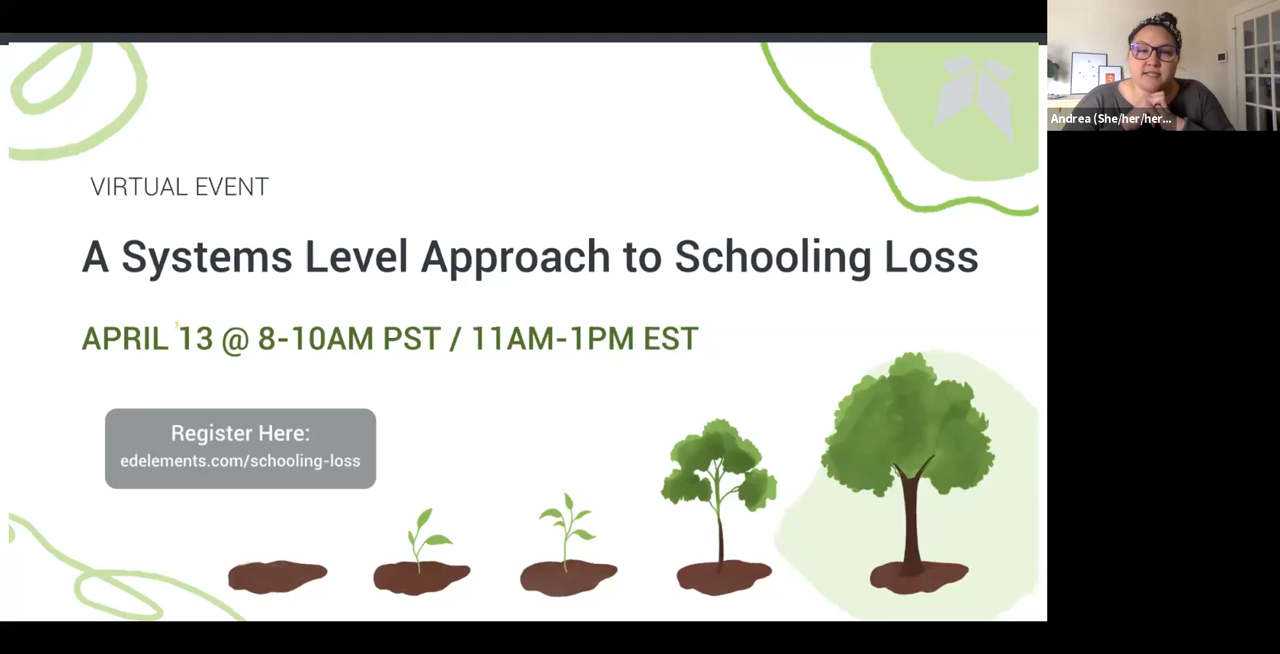 VIRTUAL EVENT
A Systems Level Approach to Schooling Loss
APRIL 13 @ 8-10AM PST / 11AM-1PM EST
Register Here:
edelements.com/schooling-loss
Andrea (She/her/her...